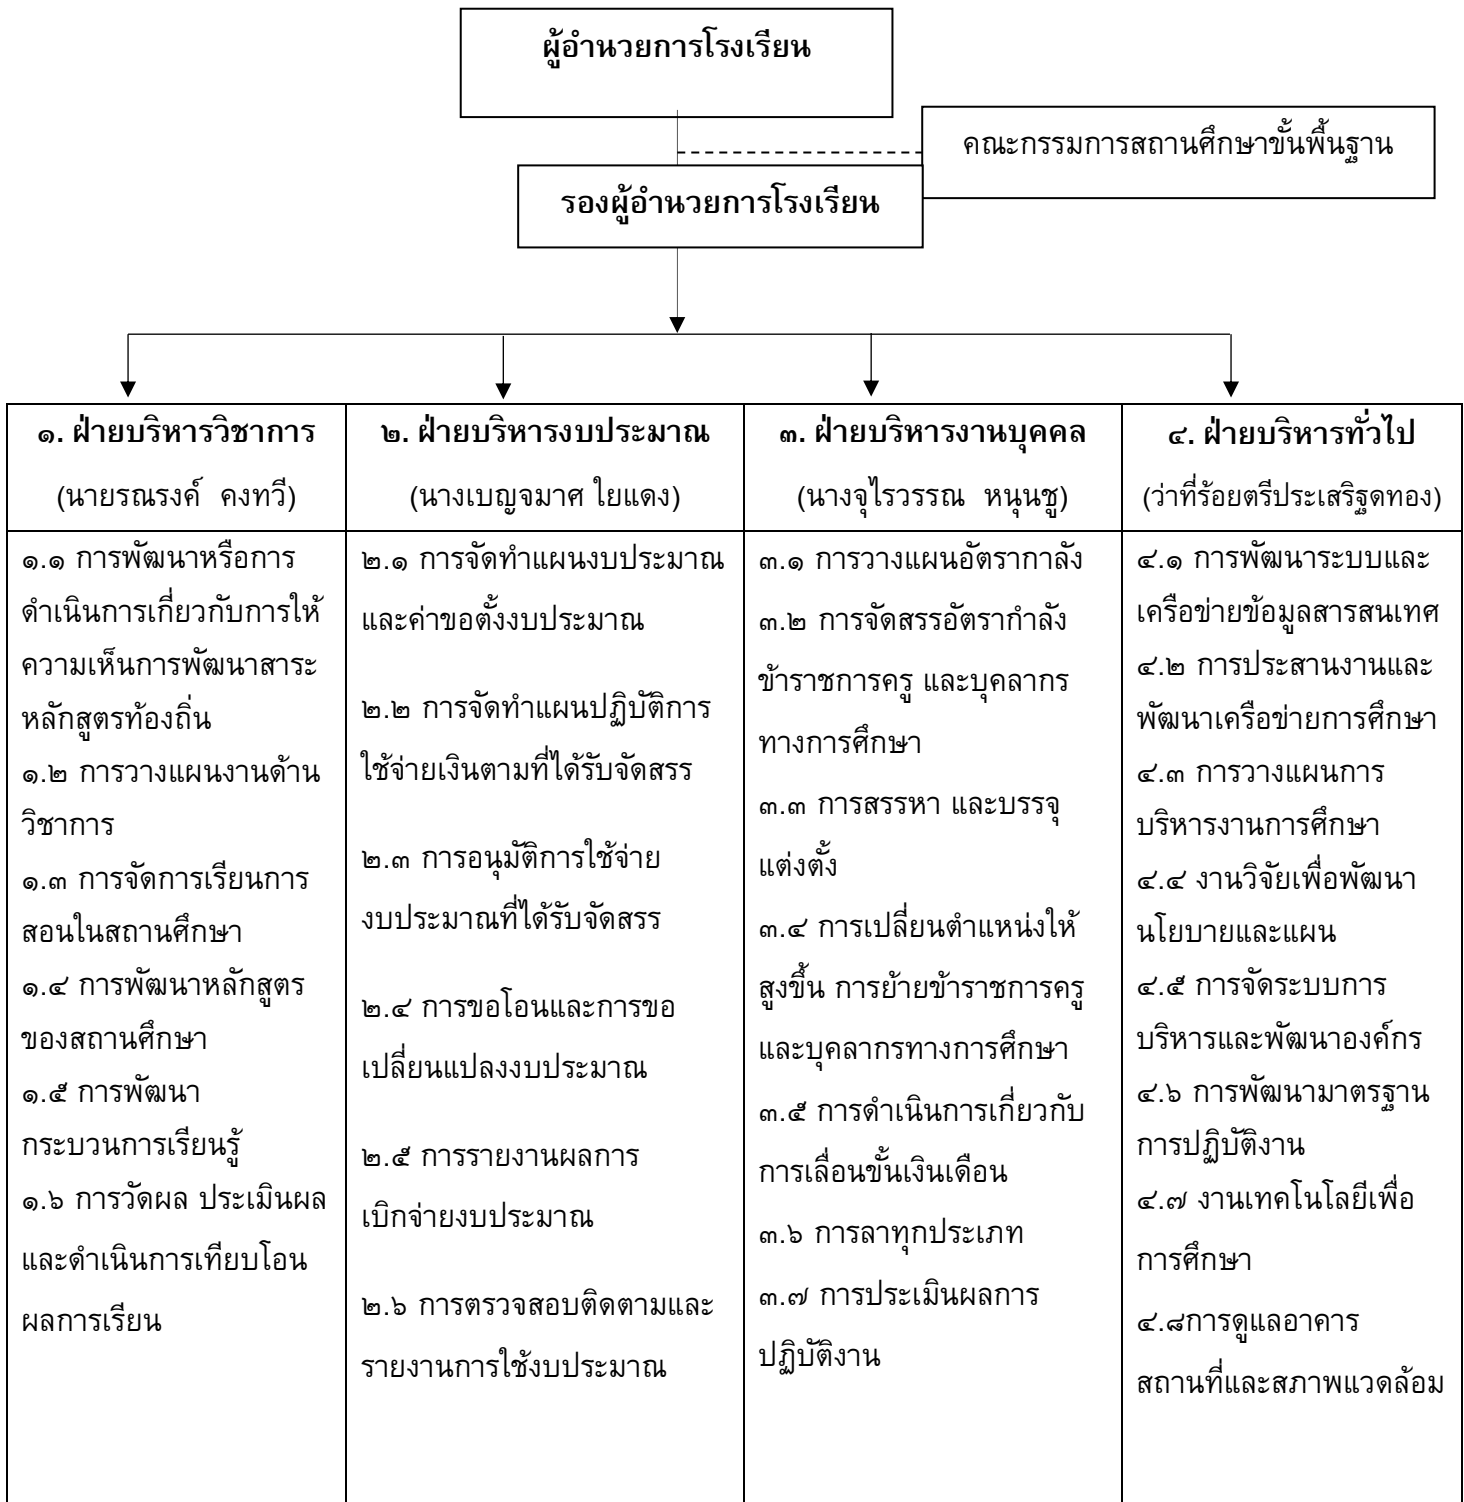 ผู้อำนวยการโรงเรียน
คณะกรรมการสถานศึกษาขั้นพื้นฐาน
รองผู้อำนวยการโรงเรียน
๑. ฝ่ายบริหารวิชาการ
(นายรณรงค์  คงทวี)
๑.๑ การพัฒนาหรือการ
ดำเนินการเกี่ยวกับการให้
ความเห็นการพัฒนาสาระ
หลักสูตรท้องถิ่น
๑.๒ การวางแผนงานด้าน
วิชาการ
๑.๓ การจัดการเรียนการ
สอนในสถานศึกษา
๑.๔ การพัฒนาหลักสูตร
ของสถานศึกษา
๑.๕ การพัฒนา
กระบวนการเรียนรู้
๑.๖ การวัดผล ประเมินผล
และดำเนินการเทียบโอน
ผลการเรียน
๒. ฝ่ายบริหารงบประมาณ
(นางเบญจมาศ ใยแดง)
๒.๑ การจัดทำแผนงบประมาณ
และค่าขอตั้งงบประมาณ
๒.๒ การจัดทำแผนปฏิบัติการ
ใช้จ่ายเงินตามที่ได้รับจัดสรร
๒.๓ การอนุมัติการใช้จ่าย
งบประมาณที่ได้รับจัดสรร
๒.๔ การขอโอนและการขอ
เปลี่ยนแปลงงบประมาณ
๒.๕ การรายงานผลการ
เบิกจ่ายงบประมาณ
๒.๖ การตรวจสอบติดตามและ
รายงานการใช้งบประมาณ
๓. ฝ่ายบริหารงานบุคคล
(นางจุไรวรรณ  หนุนชู)
๓.๑ การวางแผนอัตรากาลัง
๓.๒ การจัดสรรอัตรากำลัง
ข้าราชการครู และบุคลากร
ทางการศึกษา
๓.๓ การสรรหา และบรรจุ
แต่งตั้ง
๓.๔ การเปลี่ยนตำแหน่งให้
สูงขึ้น การย้ายข้าราชการครู
และบุคลากรทางการศึกษา
๓.๕ การดำเนินการเกี่ยวกับ
การเลื่อนขั้นเงินเดือน
๓.๖ การลาทุกประเภท
๓.๗ การประเมินผลการ
ปฏิบัติงาน
๔. ฝ่ายบริหารทั่วไป
(ว่าที่ร้อยตรีประเสริฐดทอง)
๔.๑ การพัฒนาระบบและ
เครือข่ายข้อมูลสารสนเทศ
๔.๒ การประสานงานและ
พัฒนาเครือข่ายการศึกษา
๔.๓ การวางแผนการ
บริหารงานการศึกษา
๔.๔ งานวิจัยเพื่อพัฒนา
นโยบายและแผน
๔.๕ การจัดระบบการ
บริหารและพัฒนาองค์กร
๔.๖ การพัฒนามาตรฐาน
การปฏิบัติงาน
๔.๗ งานเทคโนโลยีเพื่อ
การศึกษา
๔.๘การดูแลอาคาร
สถานที่และสภาพแวดล้อม